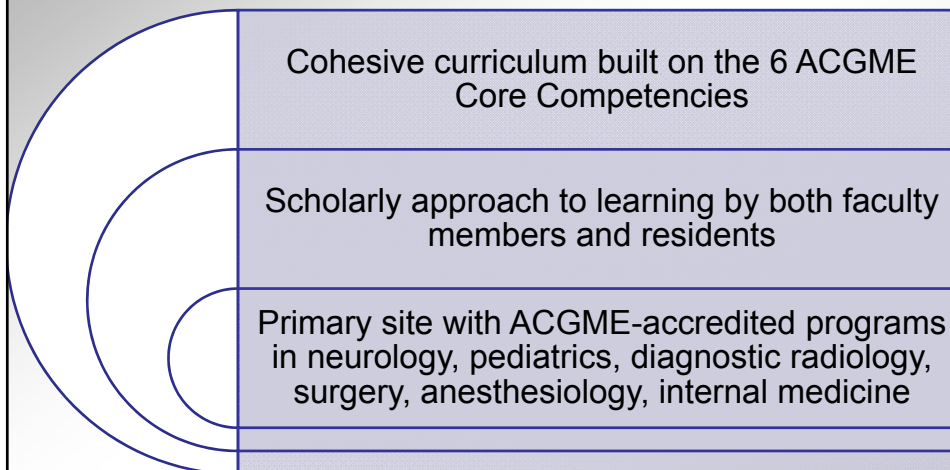 Cohesive curriculum built on the 6 ACGME
Core Competencies
Scholarly approach to learning by both faculty
members and residents
Primary site with ACGME-accredited programs
in neurology, pediatrics, diagnostic radiology,
surgery, anesthesiology, internal medicine